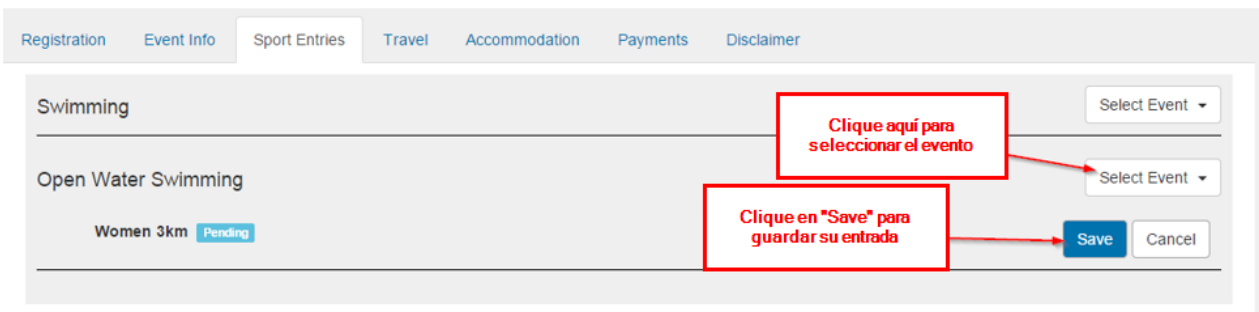 Registration Event Info Sport Entries Travel Accommodation Payments Disclaimer
Swimming
Select Event
Clique aquí para
seleccionar el evento
Open Water Swimming
Select Event
Clique en "Save" para
guardar su entrada
Women 3km Pending
Save Cancel